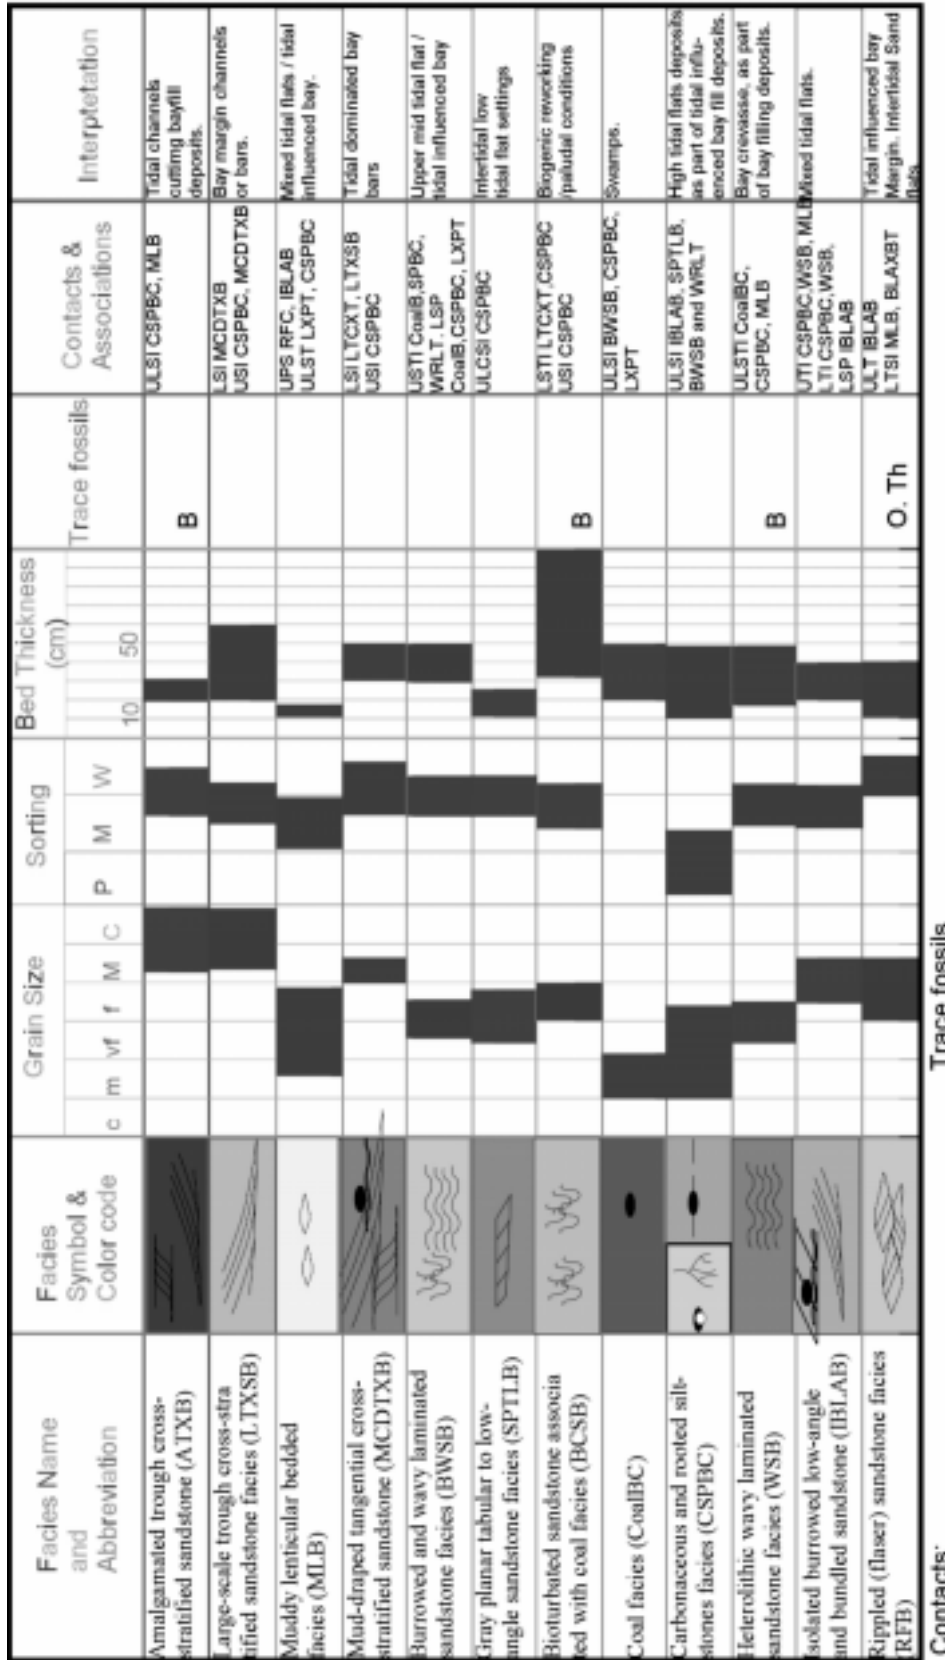 Facies Name
and
Abbreviation
Facies
Symbol &
Color code
Grain Size
c m vf f M C
Sorting
P M W
Bed Thickness
(cm)
10 50
Trace fossils
Contacts &
Associations
Interptetation
Amalgamated trough cross-
stratified sandstone (ATXB)
B
ULSI CSPBC, MLB
Tidal channels
cutting bayfill
deposits.
Large-scale trough cross-stra
tified sandstone facies (LTXSB)
LSI MCDTXB
USI CSPBC, MCDTXB
Bay margin channels
or bars.
Muddy lenticular bedded
facies (MLB)
UPS RFC, IBLAB
ULST LXPT, CSPBC
Mixed tidal flats / tidal
influenced bay.
Mud-draped tangential cross-
stratified sandstone (MCDTXB)
LSI LTCXT, LTXSB
USI CSPBC
Tidal dominated bay
bars
Burrowed and wavy laminated
sandstone facies (BWSB)
USTI CoalB,SPBC,
WRLT. LSP
CoalB,CSPBC, LXPT
Upper mid tidal flat /
tidal influenced bay
Gray planar tabular to low-
angle sandstone facies (SPTLB)
ULCSI CSPBC
Intertidal low
tidal flat settings
Bioturbated sandstone associa
ted with coal facies (BCSB)
B
LSTI LTCXT,CSPBC
USI CSPBC
Biogenic reworking
/paludal conditions
Coal facies (CoalBC)
ULSI BWSB, CSPBC,
LXPT
Swamps.
Carbonaceous and rooted silt-
stones facies (CSPBC)
ULSI IBLAB, SPTLB,
BWSB and WRLT
High tidal flats deposits
as part of tidal influ-
enced bay fill deposits.
Heterolithic wavy laminated
sandstone facies (WSB)
B
ULSTI CoalBC,
CSPBC, MLB
Bay crevasse, as part
of bay filling deposits.
Isolated burrowed low-angle
and bundled sandstone (IBLAB)
UTI CSPBC,WSB, MLB
LTI CSPBC,WSB,
LSP IBLAB
Mixed tidal flats.
Rippled (flaser) sandstone facies
(RFB)
O. Th
ULT IBLAB
LTSI MLB, BLAXBT
Tidal influenced bay
Margin. Intertidal Sand
flats
Contacts:
Trace fossils